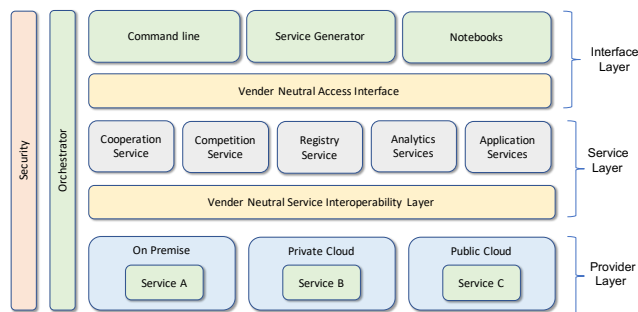 Security
Orchestrator
Command line
Service Generator
Notebooks
Interface
Layer
Vender Neutral Access Interface
Cooperation
Service
Competition
Service
Registry
Service
Analytics
Services
Application
Services
Service
Layer
Vender Neutral Service Interoperability Layer
On Premise
Service A
Private Cloud
Service B
Public Cloud
Service C
Provider
Layer